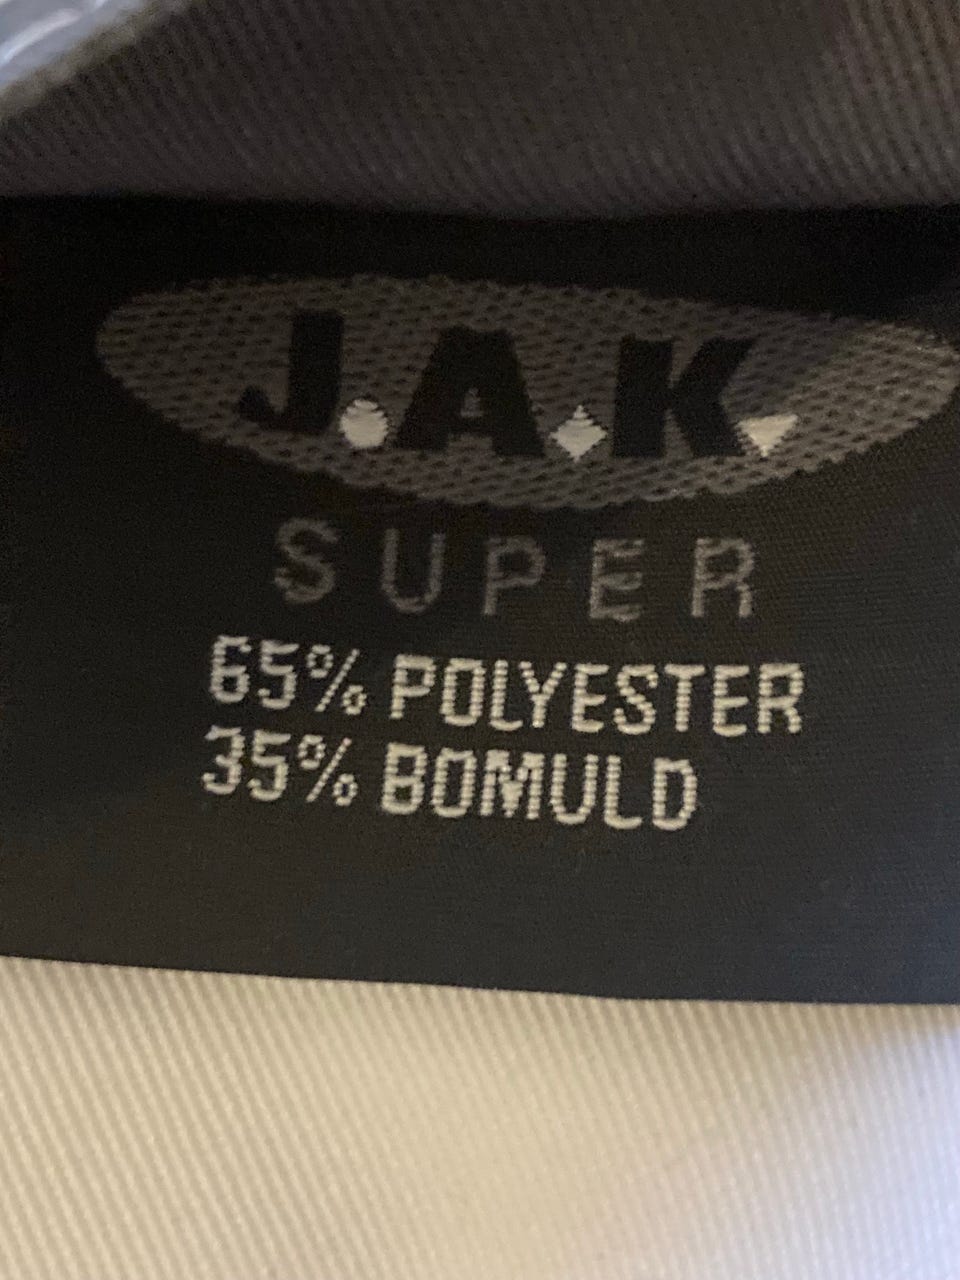 J.A.K.
SUPER
65% POLYESTER
35% BOMULD